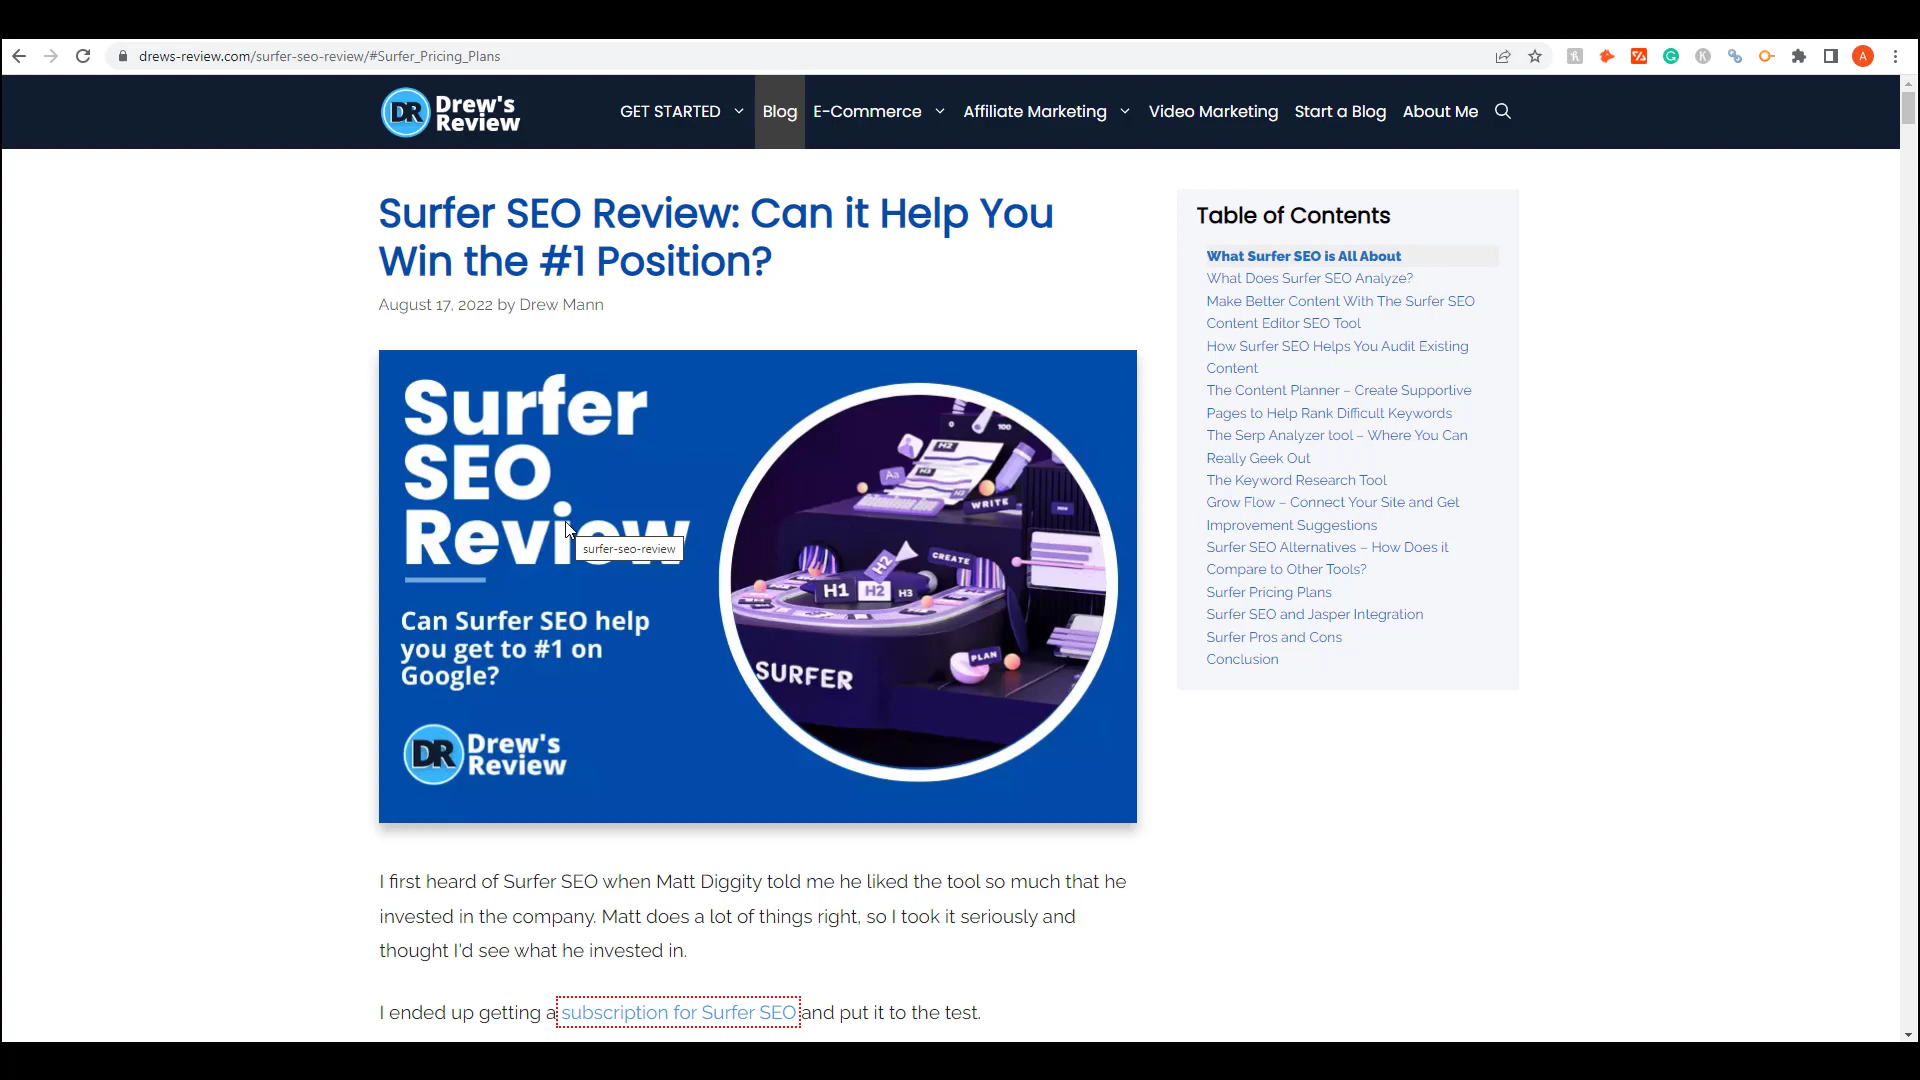 drews-review.com/surfer-seo-review/#Surfer_Pricing_Plans
A
DR Drew's
Review
GET STARTED
Blog
E-Commerce
Affiliate Marketing
Video Marketing
Start a Blog
About Me
Surfer SEO Review: Can it Help You
Win the #1 Position?
August 17, 2022 by Drew Mann
Surfer
SEO
Review
surfer-seo-review
Can Surfer SEO help
you get to #1 on
Google?
DR Drew's
Review
0
100
H2
Aa
H3
H3
WRITE
CREATE
H2
H1 H2 H3
PLAN
SURFER
I first heard of Surfer SEO when Matt Diggity told me he liked the tool so much that he
invested in the company. Matt does a lot of things right, so I took it seriously and
thought I'd see what he invested in.
I ended up getting a subscription for Surfer SEO and put it to the test.
Table of Contents
What Surfer SEO is All About
What Does Surfer SEO Analyze?
Make Better Content With The Surfer SEO
Content Editor SEO Tool
How Surfer SEO Helps You Audit Existing
Content
The Content Planner – Create Supportive
Pages to Help Rank Difficult Keywords
The Serp Analyzer tool – Where You Can
Really Geek Out
The Keyword Research Tool
Grow Flow – Connect Your Site and Get
Improvement Suggestions
Surfer SEO Alternatives – How Does it
Compare to Other Tools?
Surfer Pricing Plans
Surfer SEO and Jasper Integration
Surfer Pros and Cons
Conclusion